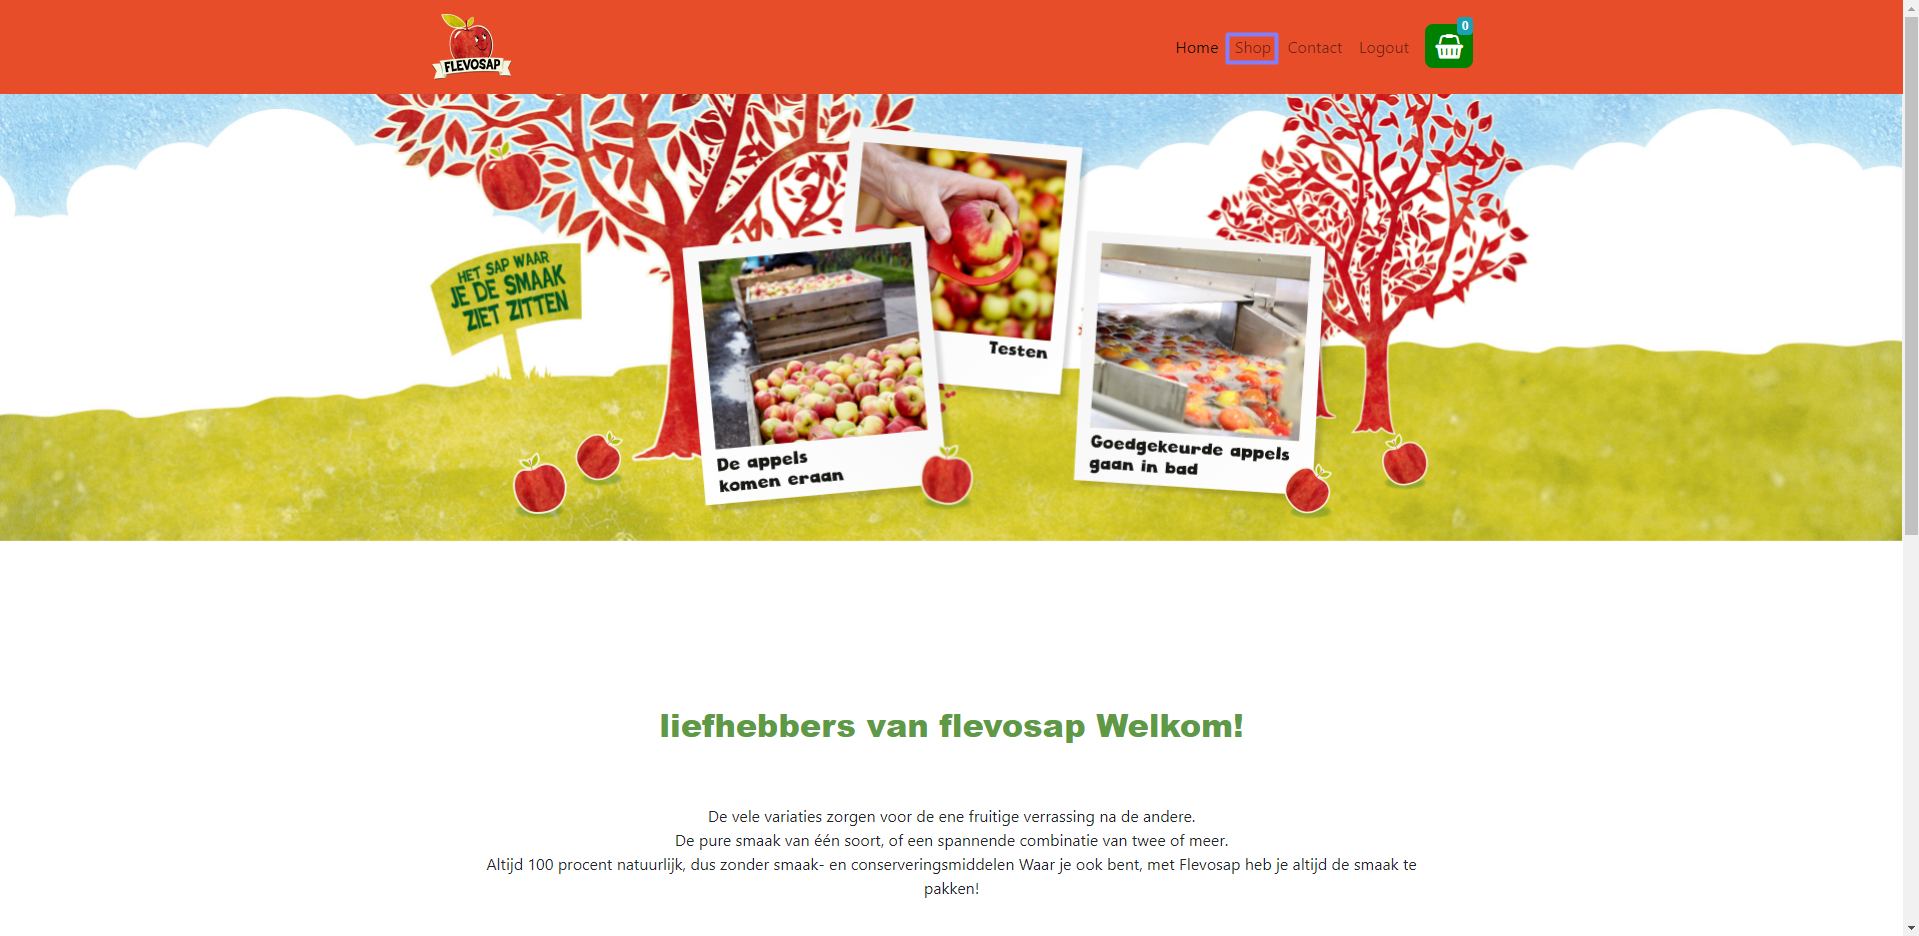 FLEVOSAP
Home Shop Contact Logout
0
HET SAP WAAR
JE DE SMAAK
ZIET ZITTEN
Testen
De appels
komen eraan
Goedgekeurde appels
gaan in bad
liefhebbers van flevosap Welkom!
De vele variaties zorgen voor de ene fruitige verrassing na de andere.
De pure smaak van één soort, of een spannende combinatie van twee of meer.
Altijd 100 procent natuurlijk, dus zonder smaak- en conserveringsmiddelen Waar je ook bent, met Flevosap heb je altijd de smaak te
pakken!